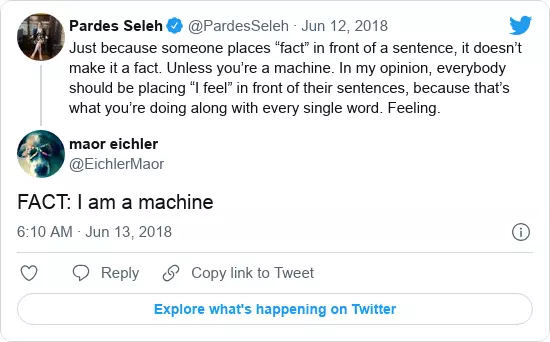 Pardes Seleh @PardesSeleh · Jun 12, 2018
Just because someone places “fact” in front of a sentence, it doesn’t
make it a fact. Unless you’re a machine. In my opinion, everybody
should be placing “I feel” in front of their sentences, because that’s
what you’re doing along with every single word. Feeling.
maor eichler
@EichlerMaor
FACT: I am a machine
6:10 AM · Jun 13, 2018
Reply
Copy link to Tweet
Explore what's happening on Twitter